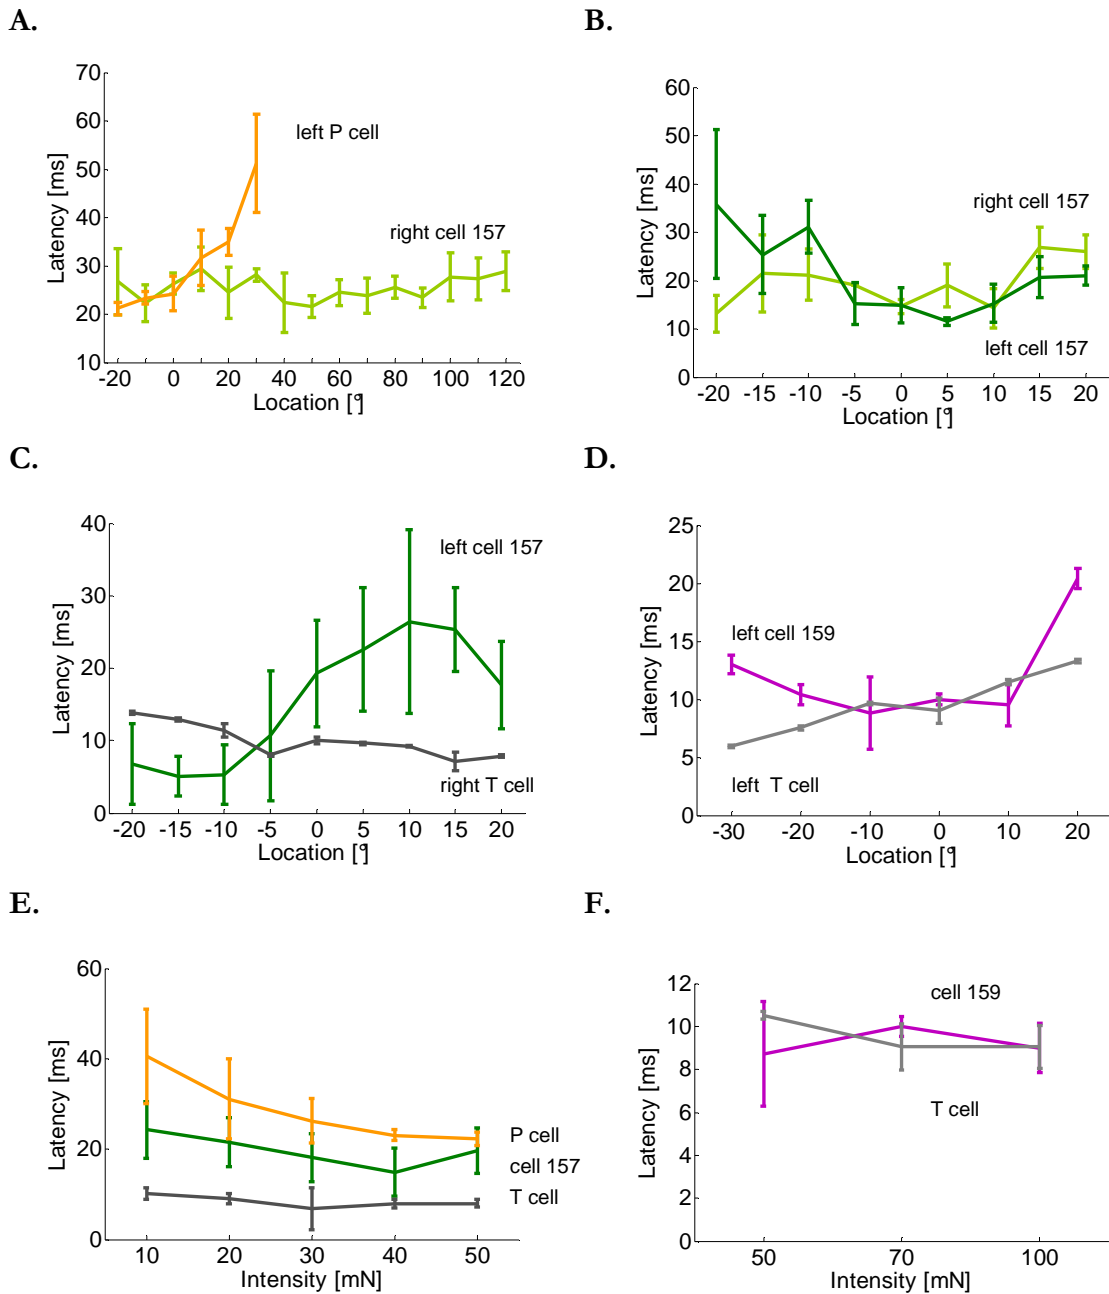 A.
70
60
50
40
30
20
10
Latency [ms]
left P cell
right cell 157
-20 0 20 40 60 80 100 120
Location [°]
B.
60
50
40
30
20
10
0
Latency [ms]
right cell 157
left cell 157
-20 -15 -10 -5 0 5 10 15 20
Location [°]
C.
40
30
20
10
0
Latency [ms]
left cell 157
right T cell
-20 -15 -10 -5 0 5 10 15 20
Location [°]
D.
25
20
15
10
5
0
Latency [ms]
left cell 159
left T cell
-30 -20 -10 0 10 20
Location [°]
E.
60
40
20
0
Latency [ms]
P cell
cell 157
T cell
10 20 30 40 50
Intensity [mN]
F.
12
10
8
6
4
2
0
Latency [ms]
cell 159
T cell
50 70 100
Intensity [mN]